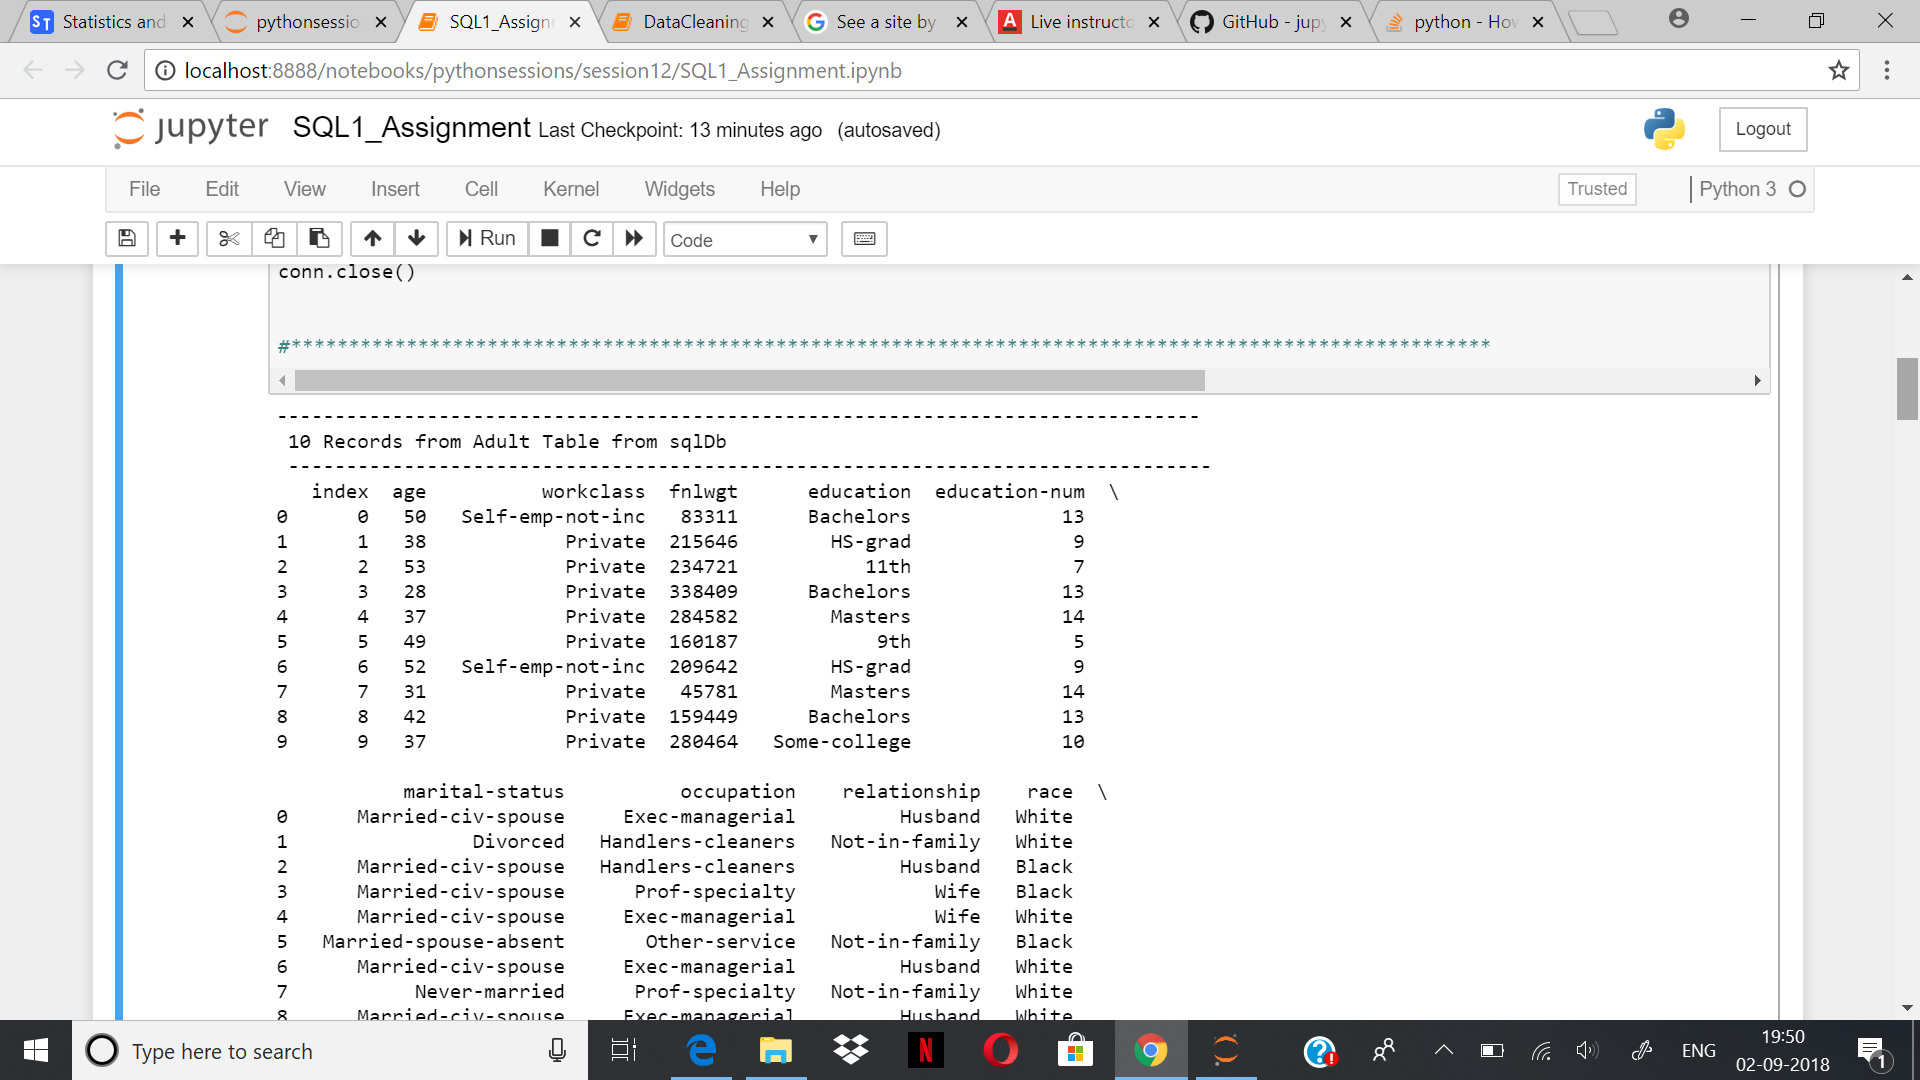 Statistics and
pythonsessio
SQL1_Assign
DataCleaning
See a site by
Live instructo
GitHub - jupy
python - How
localhost:8888/notebooks/pythonsessions/session12/SQL1_Assignment.ipynb
jupyter SQL1_Assignment Last Checkpoint: 13 minutes ago (autosaved)
Logout
File Edit View Insert Cell Kernel Widgets Help
Trusted
Python 3
Run
Code
conn.close()
#********************************************************************************************************
--------------------------------------------------------------------------------
10 Records from Adult Table from sqlDb
--------------------------------------------------------------------------------
index age workclass fnlwgt education education-num \
0 0 50 Self-emp-not-inc 83311 Bachelors 13
1 1 38 Private 215646 HS-grad 9
2 2 53 Private 234721 11th 7
3 3 28 Private 338409 Bachelors 13
4 4 37 Private 284582 Masters 14
5 5 49 Private 160187 9th 5
6 6 52 Self-emp-not-inc 209642 HS-grad 9
7 7 31 Private 45781 Masters 14
8 8 42 Private 159449 Bachelors 13
9 9 37 Private 280464 Some-college 10
marital-status occupation relationship race \
0 Married-civ-spouse Exec-managerial Husband White
1 Divorced Handlers-cleaners Not-in-family White
2 Married-civ-spouse Handlers-cleaners Husband Black
3 Married-civ-spouse Prof-specialty Wife Black
4 Married-civ-spouse Exec-managerial Wife White
5 Married-spouse-absent Other-service Not-in-family Black
6 Married-civ-spouse Exec-managerial Husband White
7 Never-married Prof-specialty Not-in-family White
8 Married-civ-spouse Exec-managerial Husband White
Type here to search
ENG
19:50
02-09-2018
1